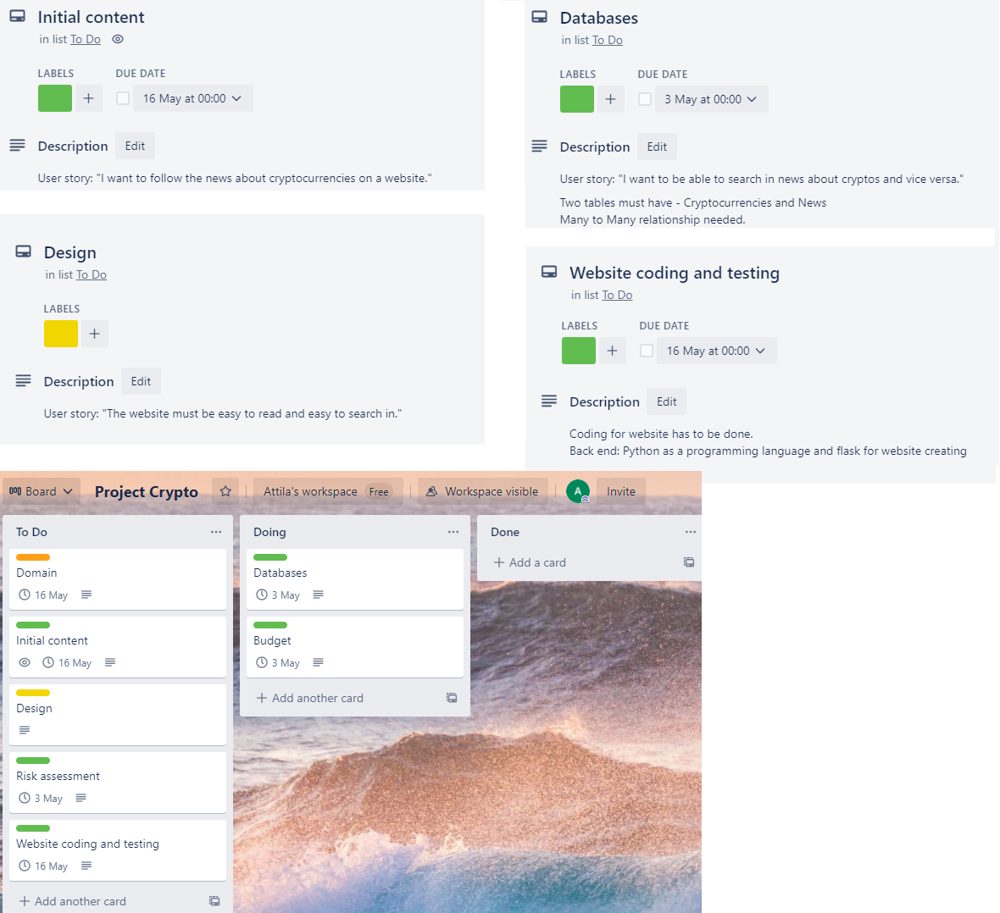 Initial content
in list To Do
LABELS DUE DATE
16 May at 00:00
Description Edit
User story: "I want to follow the news about cryptocurrencies on a website."
Databases
in list To Do
LABELS DUE DATE
3 May at 00:00
Description Edit
User story: "I want to be able to search in news about cryptos and vice versa."
Two tables must have - Cryptocurrencies and News
Many to Many relationship needed.
Design
in list To Do
LABELS
Description Edit
User story: "The website must be easy to read and easy to search in."
Website coding and testing
in list To Do
LABELS DUE DATE
16 May at 00:00
Description Edit
Coding for website has to be done.
Back end: Python as a programming language and flask for website creating
Board Project Crypto Attila's workspace Free Workspace visible A Invite
To Do
Domain
16 May
Initial content
16 May
Design
Risk assessment
3 May
Website coding and testing
16 May
+ Add another card
Doing
Databases
3 May
Budget
3 May
+ Add another card
Done
+ Add a card